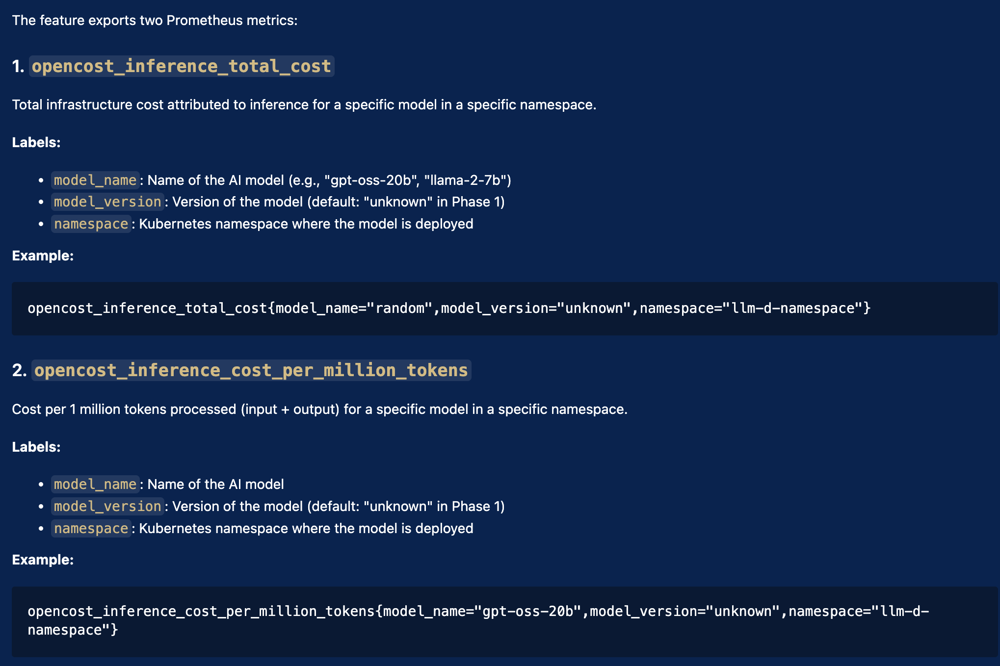 The feature exports two Prometheus metrics:
1. opencost_inference_total_cost
Total infrastructure cost attributed to inference for a specific model in a specific namespace.
Labels:
• model_name: Name of the AI model (e.g., "gpt-oss-20b", "llama-2-7b")
• model_version: Version of the model (default: "unknown" in Phase 1)
• namespace: Kubernetes namespace where the model is deployed
Example:
opencost_inference_total_cost{model_name="random",model_version="unknown",namespace="llm-d-namespace"}
2. opencost_inference_cost_per_million_tokens
Cost per 1 million tokens processed (input + output) for a specific model in a specific namespace.
Labels:
• model_name: Name of the AI model
• model_version: Version of the model (default: "unknown" in Phase 1)
• namespace: Kubernetes namespace where the model is deployed
Example:
opencost_inference_cost_per_million_tokens{model_name="gpt-oss-20b",model_version="unknown",namespace="llm-d-
namespace"}